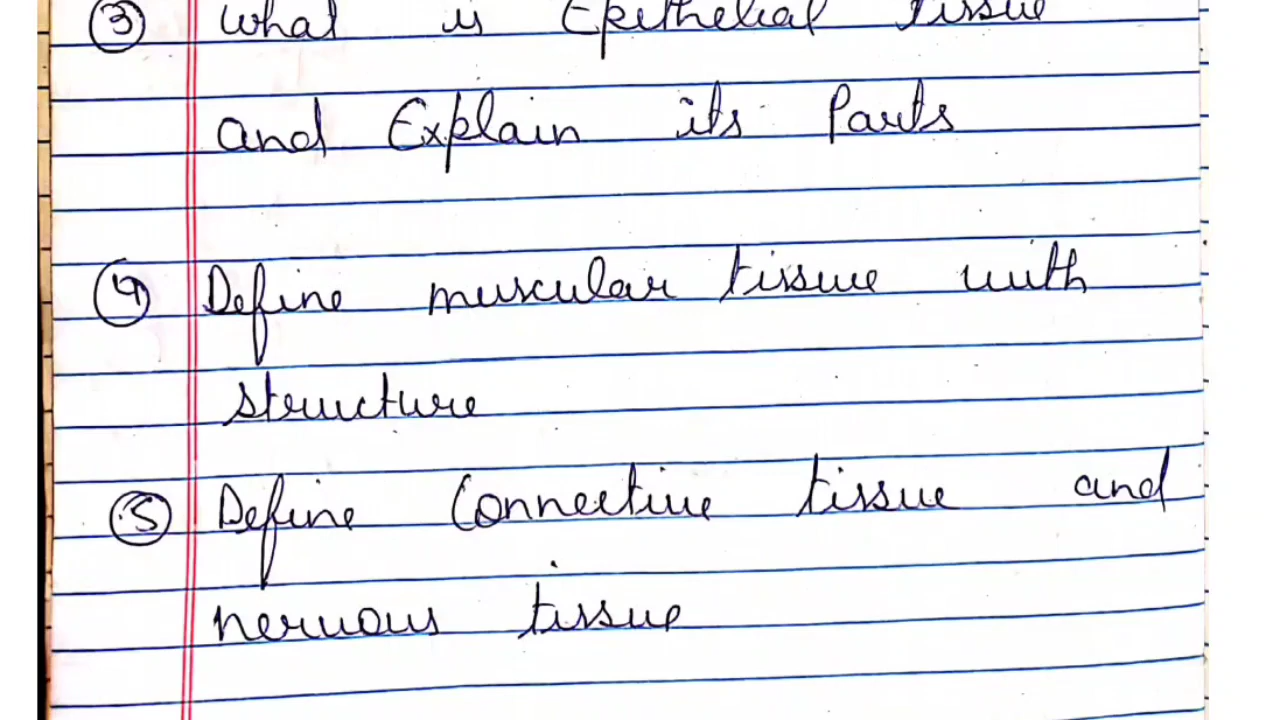 ③ What is Epithelial tissue
and Explain its Parts
④ Define muscular tissue with
structure
⑤ Define Connective tissue and
nervous tissue